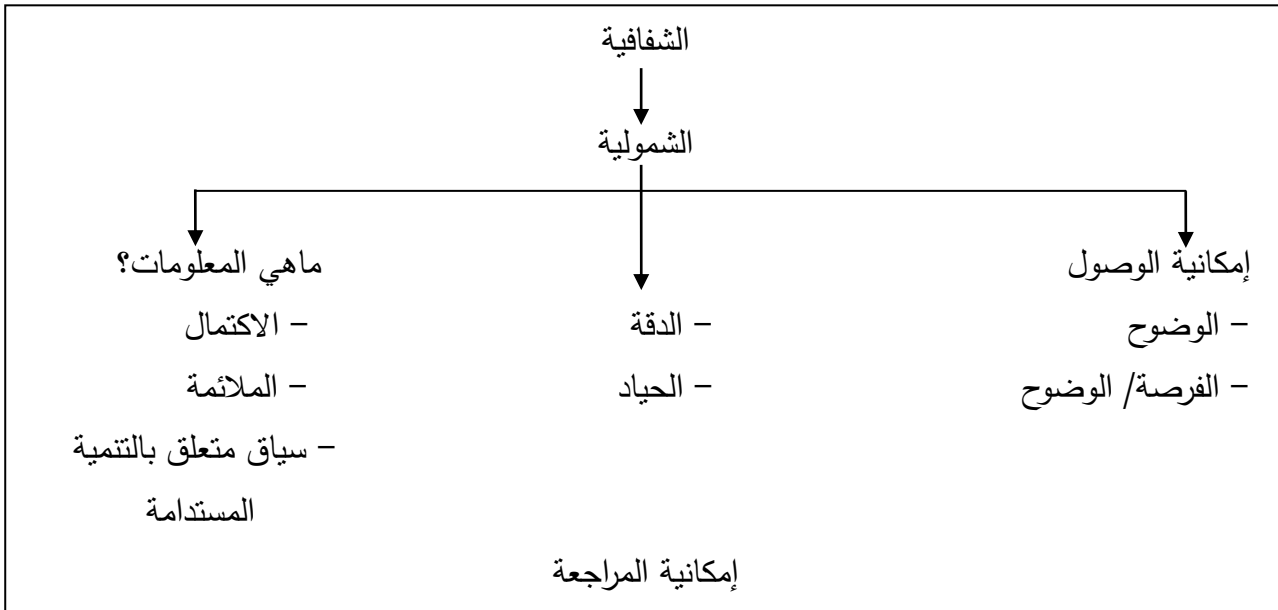 الشفافية
الشمولية
إمكانية الوصول
– الوضوح
– الفرصة/ الوضوح
– الدقة
– الحياد
ماهي المعلومات؟
– الاكتمال
– الملائمة
– سياق متعلق بالتنمية
المستدامة
إمكانية المراجعة